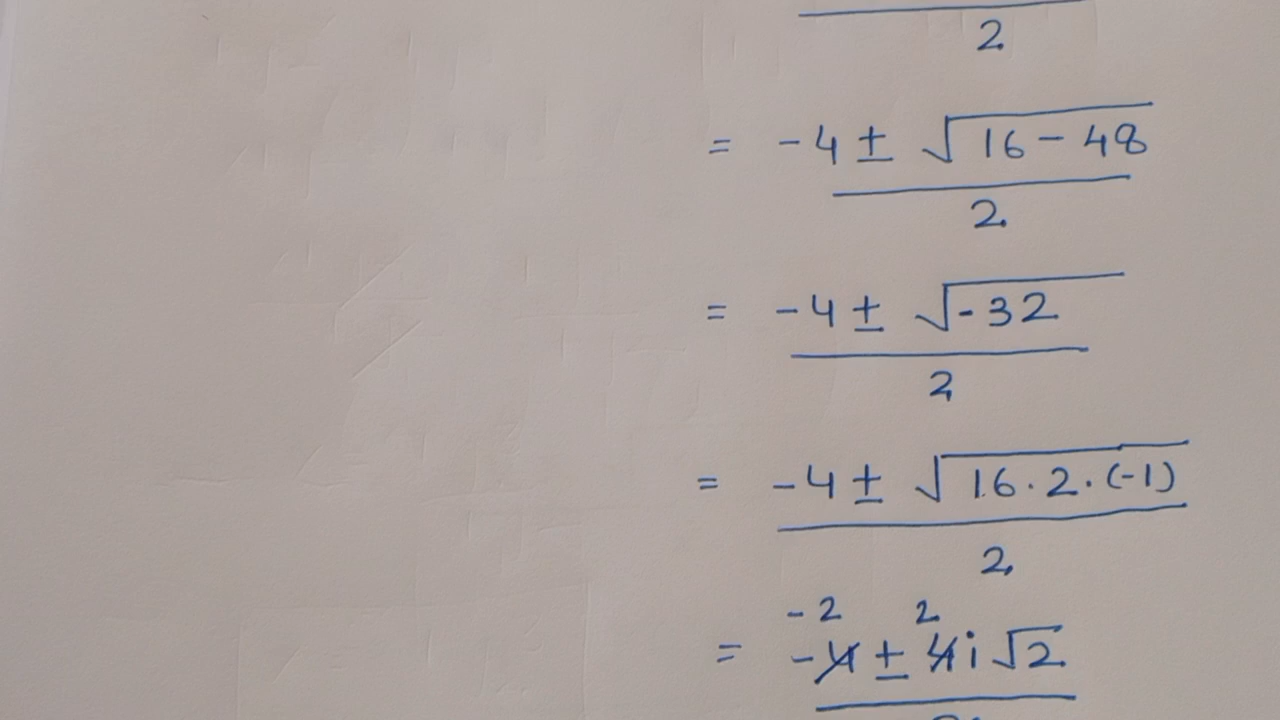 2
= -4 ± √16 - 48
2
= -4 ± √-32
2
= -4 ± √16 · 2 · (-1)
2
-2 2
= -4 ± 4i √2